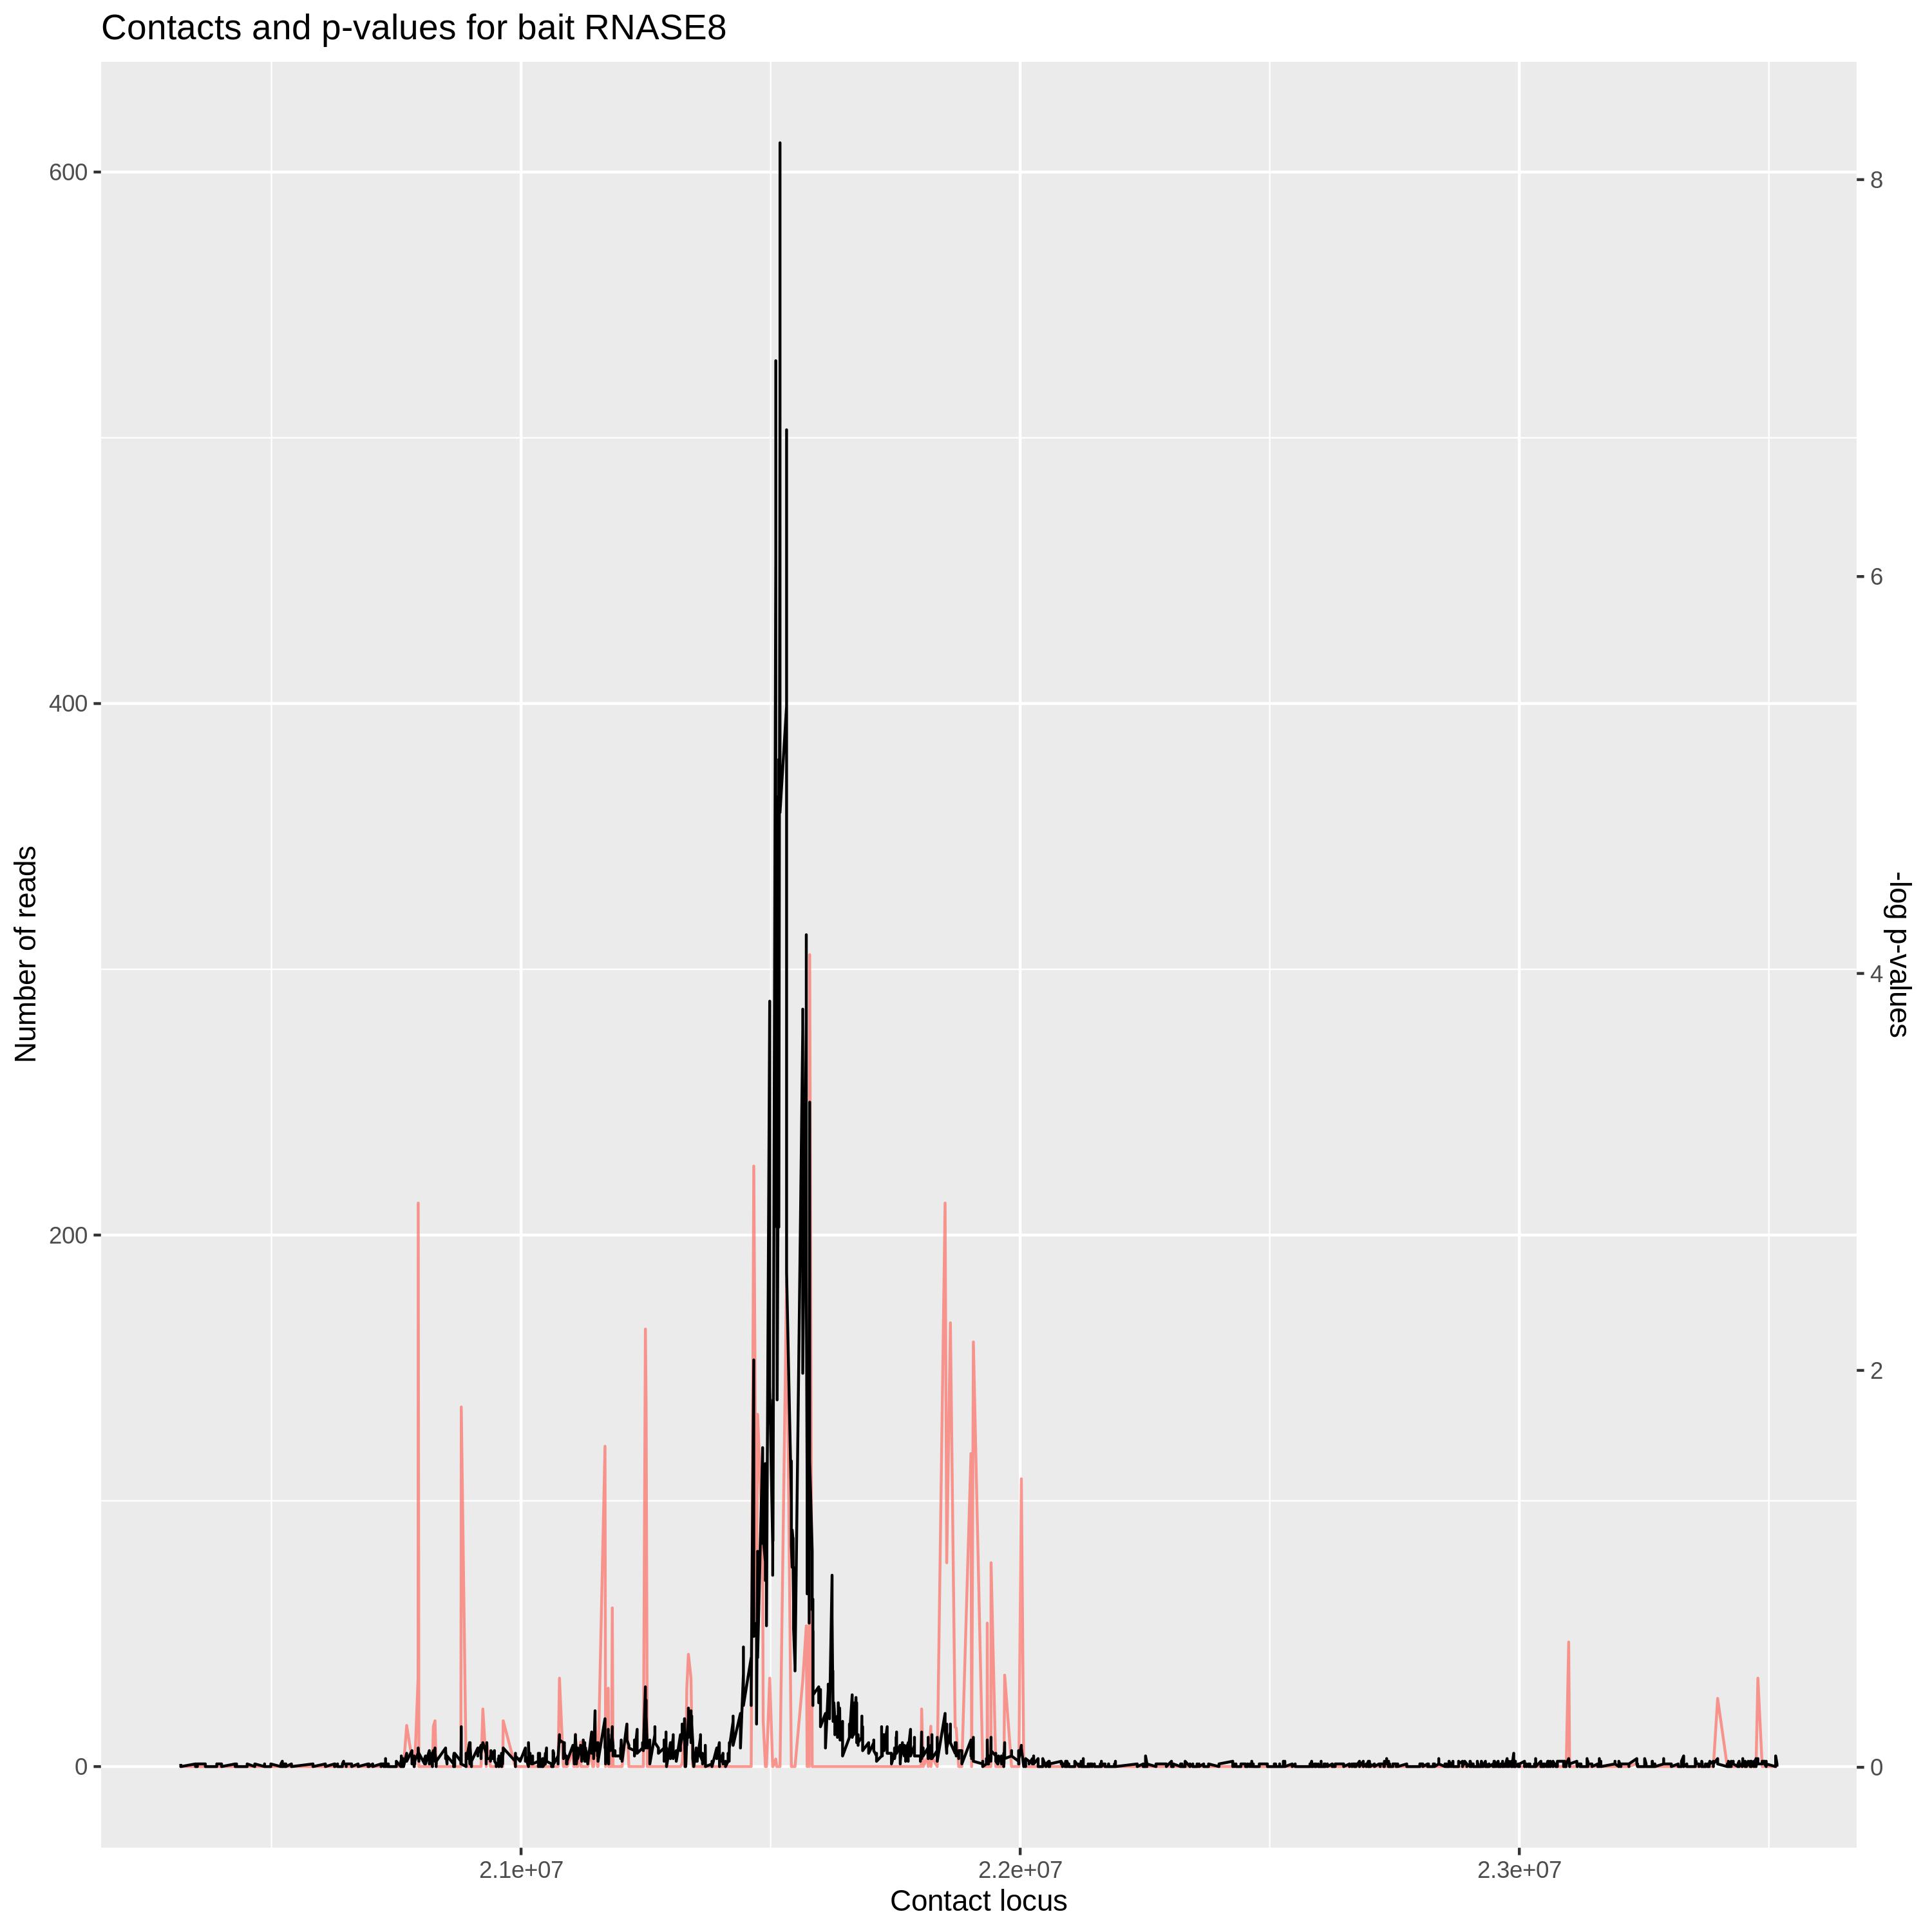 Contacts and p-values for bait RNASE8
600
400
200
0
8
6
4
2
0
Number of reads
-log p-values
2.1e+07
2.2e+07
2.3e+07
Contact locus